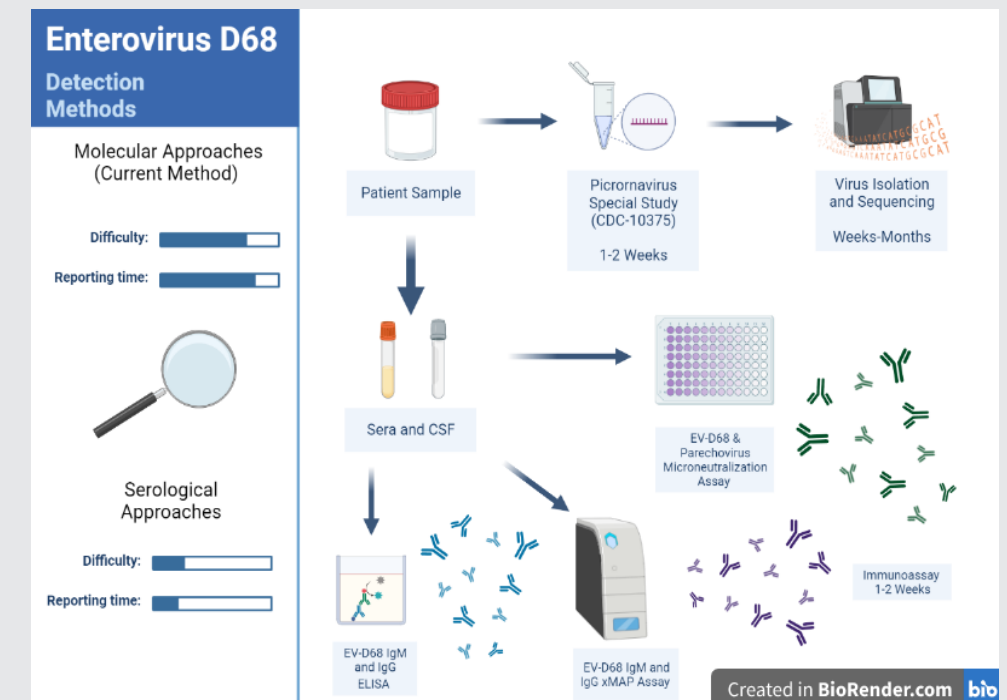 Enterovirus D68
Detection
Methods
Molecular Approaches
(Current Method)
Difficulty:
Reporting time:
Serological
Approaches
Difficulty:
Reporting time:
Patient Sample
Picrornavirus
Special Study
(CDC-10375)
1-2 Weeks
Virus Isolation
and Sequencing
Weeks-Months
Sera and CSF
EV-D68 &
Parechovirus
Microneutralization
Assay
Immunoassay
1-2 Weeks
EV-D68 IgM
and IgG
ELISA
EV-D68 IgM and
IgG xMAP Assay
Created in BioRender.com bio